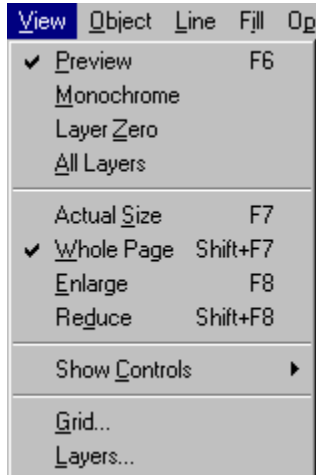 View Object Line Fill Op
✔ Preview F6
Monochrome
Layer Zero
All Layers
Actual Size F7
✔ Whole Page Shift+F7
Enlarge F8
Reduce Shift+F8
Show Controls
Grid...
Layers...